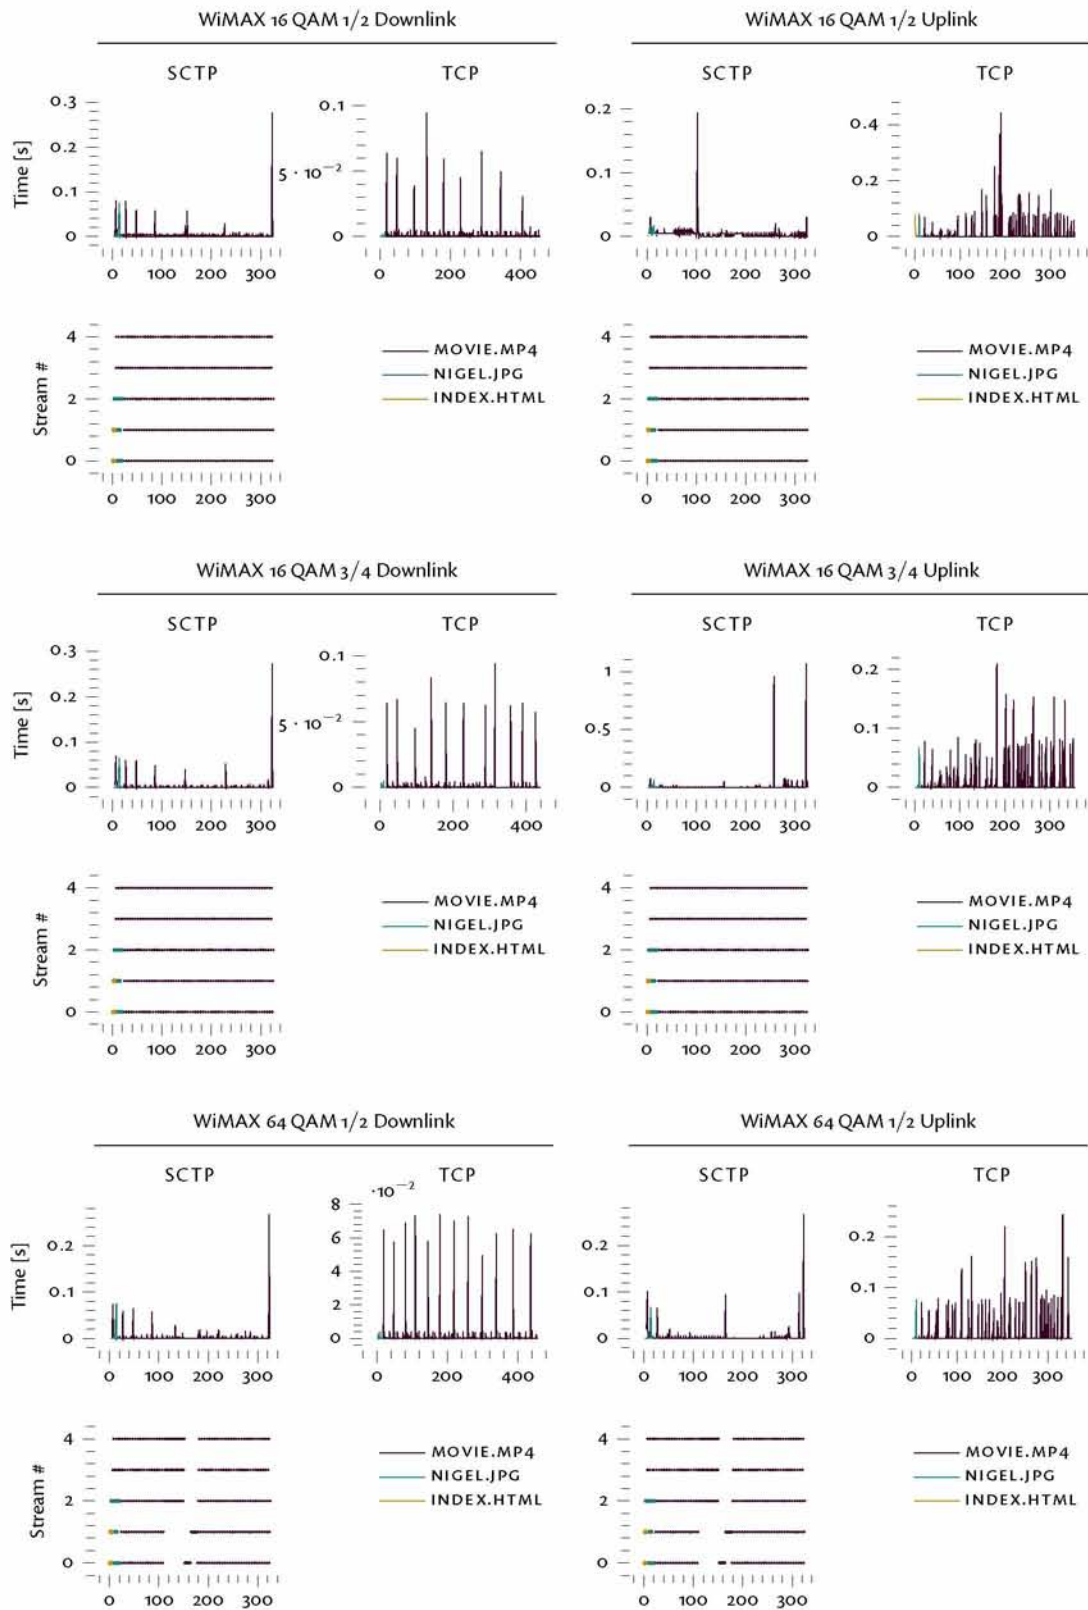 WiMAX 16 QAM 1/2 Downlink
WiMAX 16 QAM 1/2 Uplink
SCTP
TCP
SCTP
TCP
Time [s]
0.3
0.2
0.1
0
0 100 200 300
0.1
5 · 10⁻²
0
0 200 400
0.2
0.1
0
0 100 200 300
0.4
0.2
0
0 100 200 300
Stream #
4
2
0
0 100 200 300
MOVIE.MP4
NIGEL.JPG
INDEX.HTML
4
2
0
0 100 200 300
MOVIE.MP4
NIGEL.JPG
INDEX.HTML
WiMAX 16 QAM 3/4 Downlink
WiMAX 16 QAM 3/4 Uplink
SCTP
TCP
SCTP
TCP
Time [s]
0.3
0.2
0.1
0
0 100 200 300
0.1
5 · 10⁻²
0
0 200 400
1
0.5
0
0 100 200 300
0.2
0.1
0
0 100 200 300
Stream #
4
2
0
0 100 200 300
MOVIE.MP4
NIGEL.JPG
INDEX.HTML
4
2
0
0 100 200 300
MOVIE.MP4
NIGEL.JPG
INDEX.HTML
WiMAX 64 QAM 1/2 Downlink
WiMAX 64 QAM 1/2 Uplink
SCTP
TCP
SCTP
TCP
Time [s]
0.2
0.1
0
0 100 200 300
·10⁻²
8
6
4
2
0
0 200 400
0.2
0.1
0
0 100 200 300
0.2
0.1
0
0 100 200 300
Stream #
4
2
0
0 100 200 300
MOVIE.MP4
NIGEL.JPG
INDEX.HTML
4
2
0
0 100 200 300
MOVIE.MP4
NIGEL.JPG
INDEX.HTML